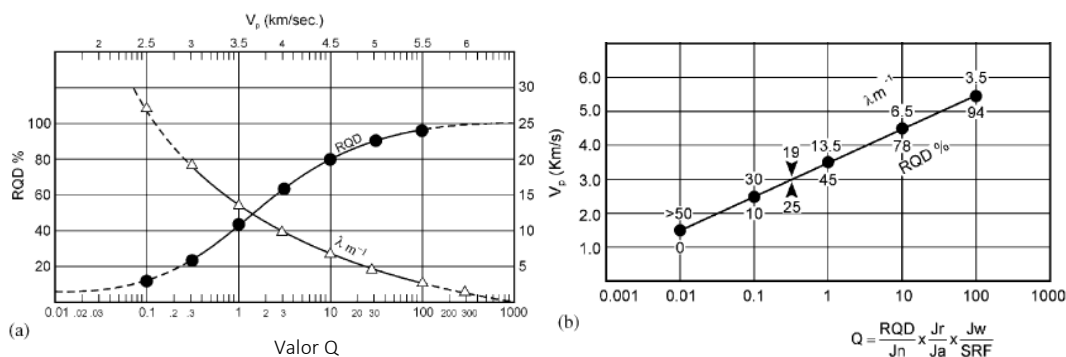 V_p (km/sec.)
2 2.5 3 3.5 4 4.5 5 5.5 6
RQD %
100
80
60
40
20
30
25
20
15
10
5
RQD
λ m⁻¹
0.01 .02 .03 0.1 .2 .3 1 2 3 10 20 30 100 200 300 1000
Valor Q
(a)
V_p (Km/s)
6.0
5.0
4.0
3.0
2.0
1.0
λ m⁻¹
RQD %
>50
0
30
10
19
25
13.5
45
6.5
78
3.5
94
0.001 0.01 0.1 1 10 100 1000
(b)
Q = RQD/Jn x Jr/Ja x Jw/SRF